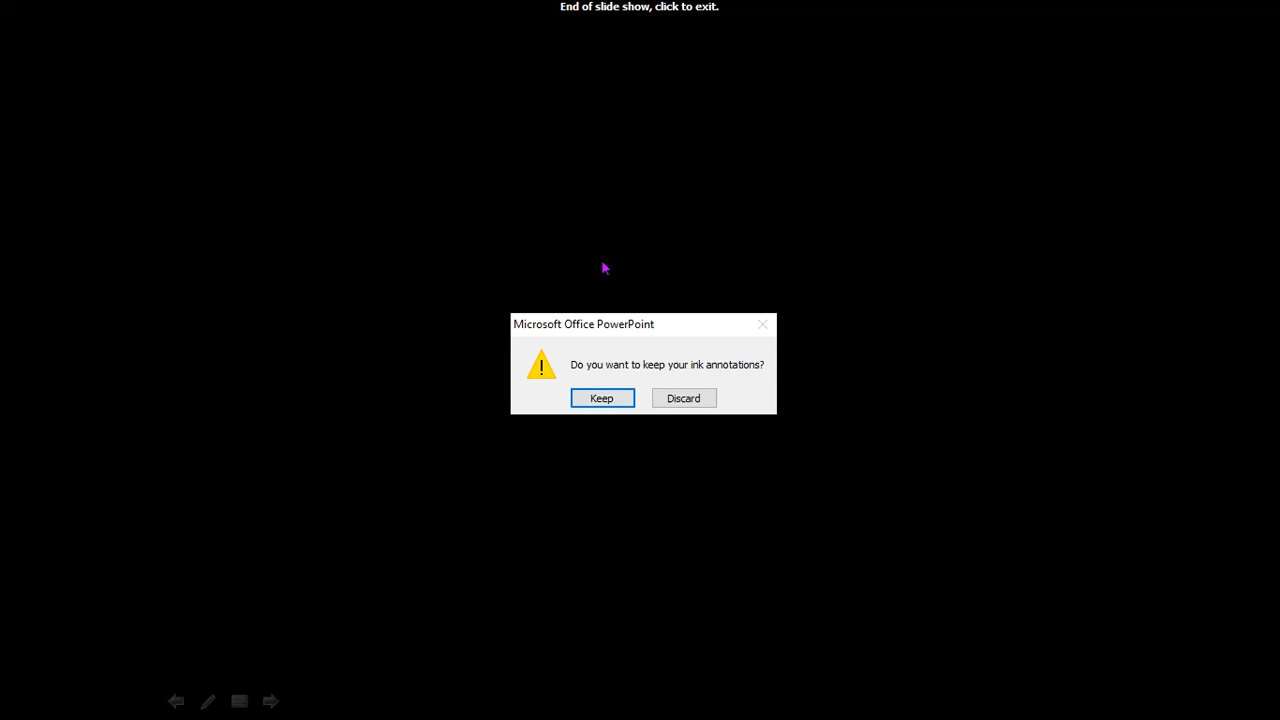 End of slide show, click to exit.
Microsoft Office PowerPoint
Do you want to keep your ink annotations?
Keep Discard